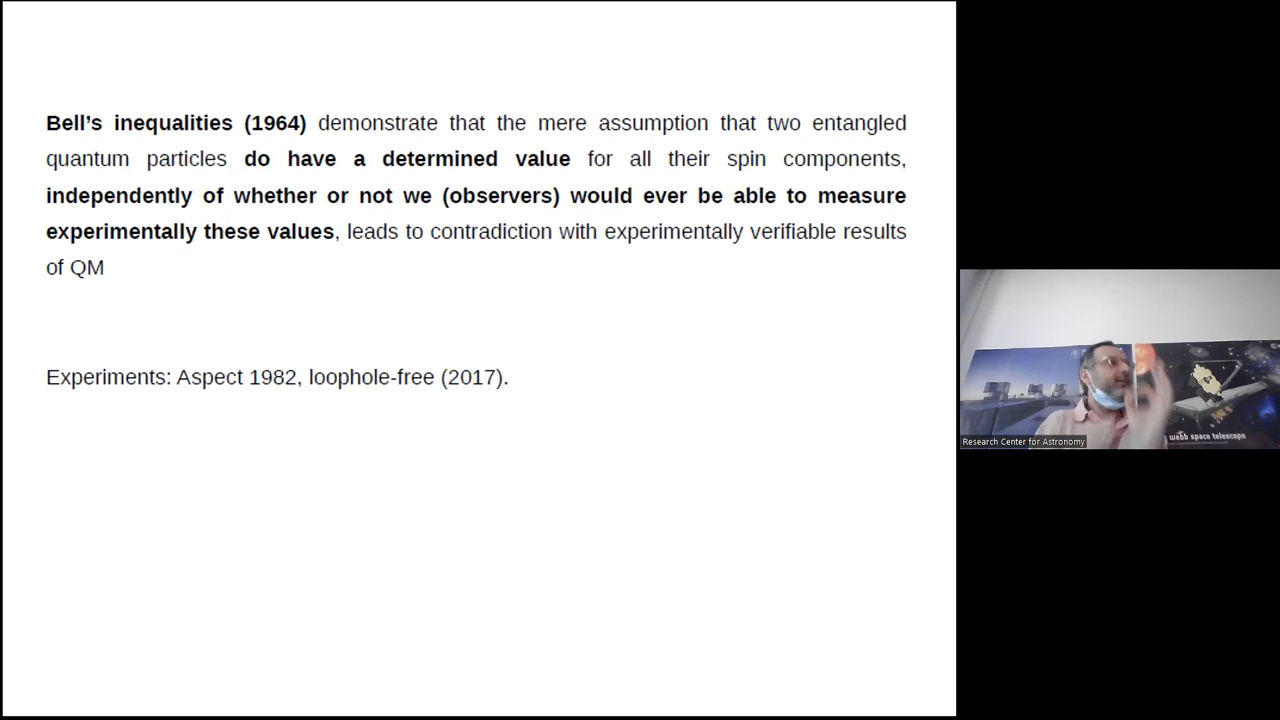 Bell’s inequalities (1964) demonstrate that the mere assumption that two entangled
quantum particles do have a determined value for all their spin components,
independently of whether or not we (observers) would ever be able to measure
experimentally these values, leads to contradiction with experimentally verifiable results
of QM
Experiments: Aspect 1982, loophole-free (2017).
Research Center for Astronomy
webb space telescope